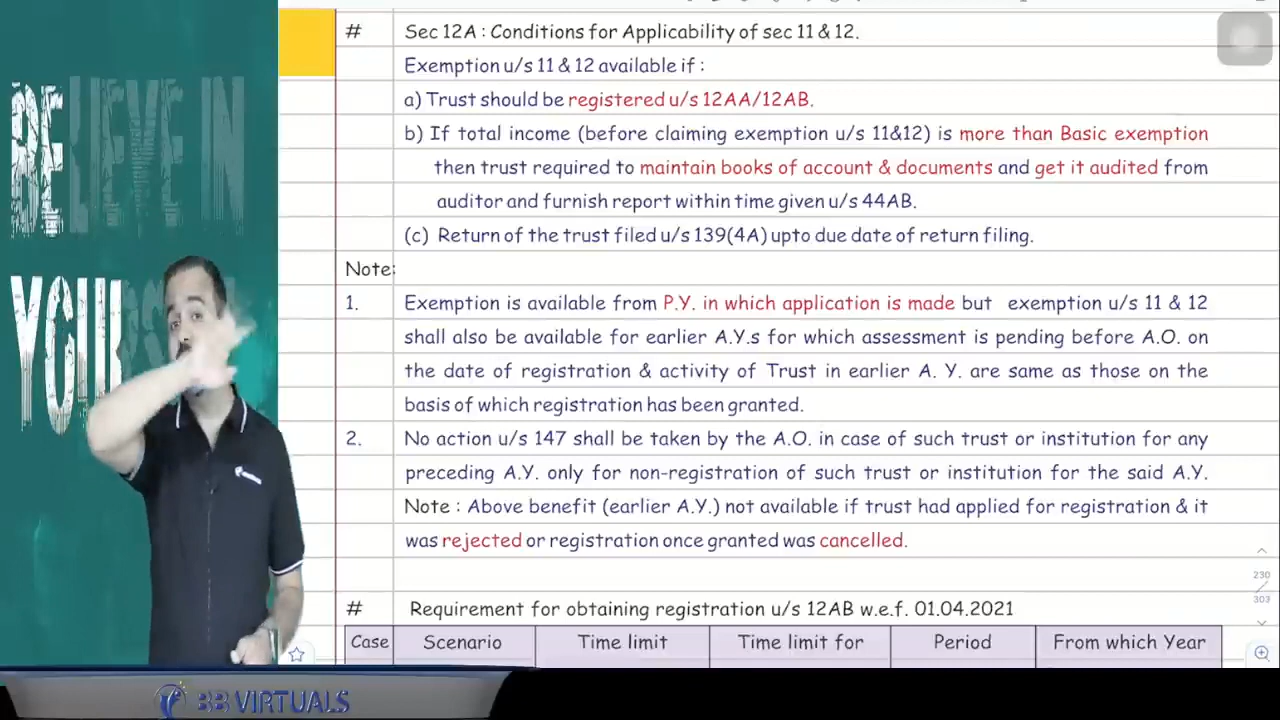 BELIEVE IN
YOURS
# Sec 12A : Conditions for Applicability of sec 11 & 12.
Exemption u/s 11 & 12 available if :
a) Trust should be registered u/s 12AA/12AB.
b) If total income (before claiming exemption u/s 11&12) is more than Basic exemption
then trust required to maintain books of account & documents and get it audited from
auditor and furnish report within time given u/s 44AB.
(c) Return of the trust filed u/s 139(4A) upto due date of return filing.
Note:
1. Exemption is available from P.Y. in which application is made but exemption u/s 11 & 12
shall also be available for earlier A.Y.s for which assessment is pending before A.O. on
the date of registration & activity of Trust in earlier A. Y. are same as those on the
basis of which registration has been granted.
2. No action u/s 147 shall be taken by the A.O. in case of such trust or institution for any
preceding A.Y. only for non-registration of such trust or institution for the said A.Y.
Note : Above benefit (earlier A.Y.) not available if trust had applied for registration & it
was rejected or registration once granted was cancelled.
230
/
303
# Requirement for obtaining registration u/s 12AB w.e.f. 01.04.2021
Case Scenario Time limit Time limit for Period From which Year
BB VIRTUALS